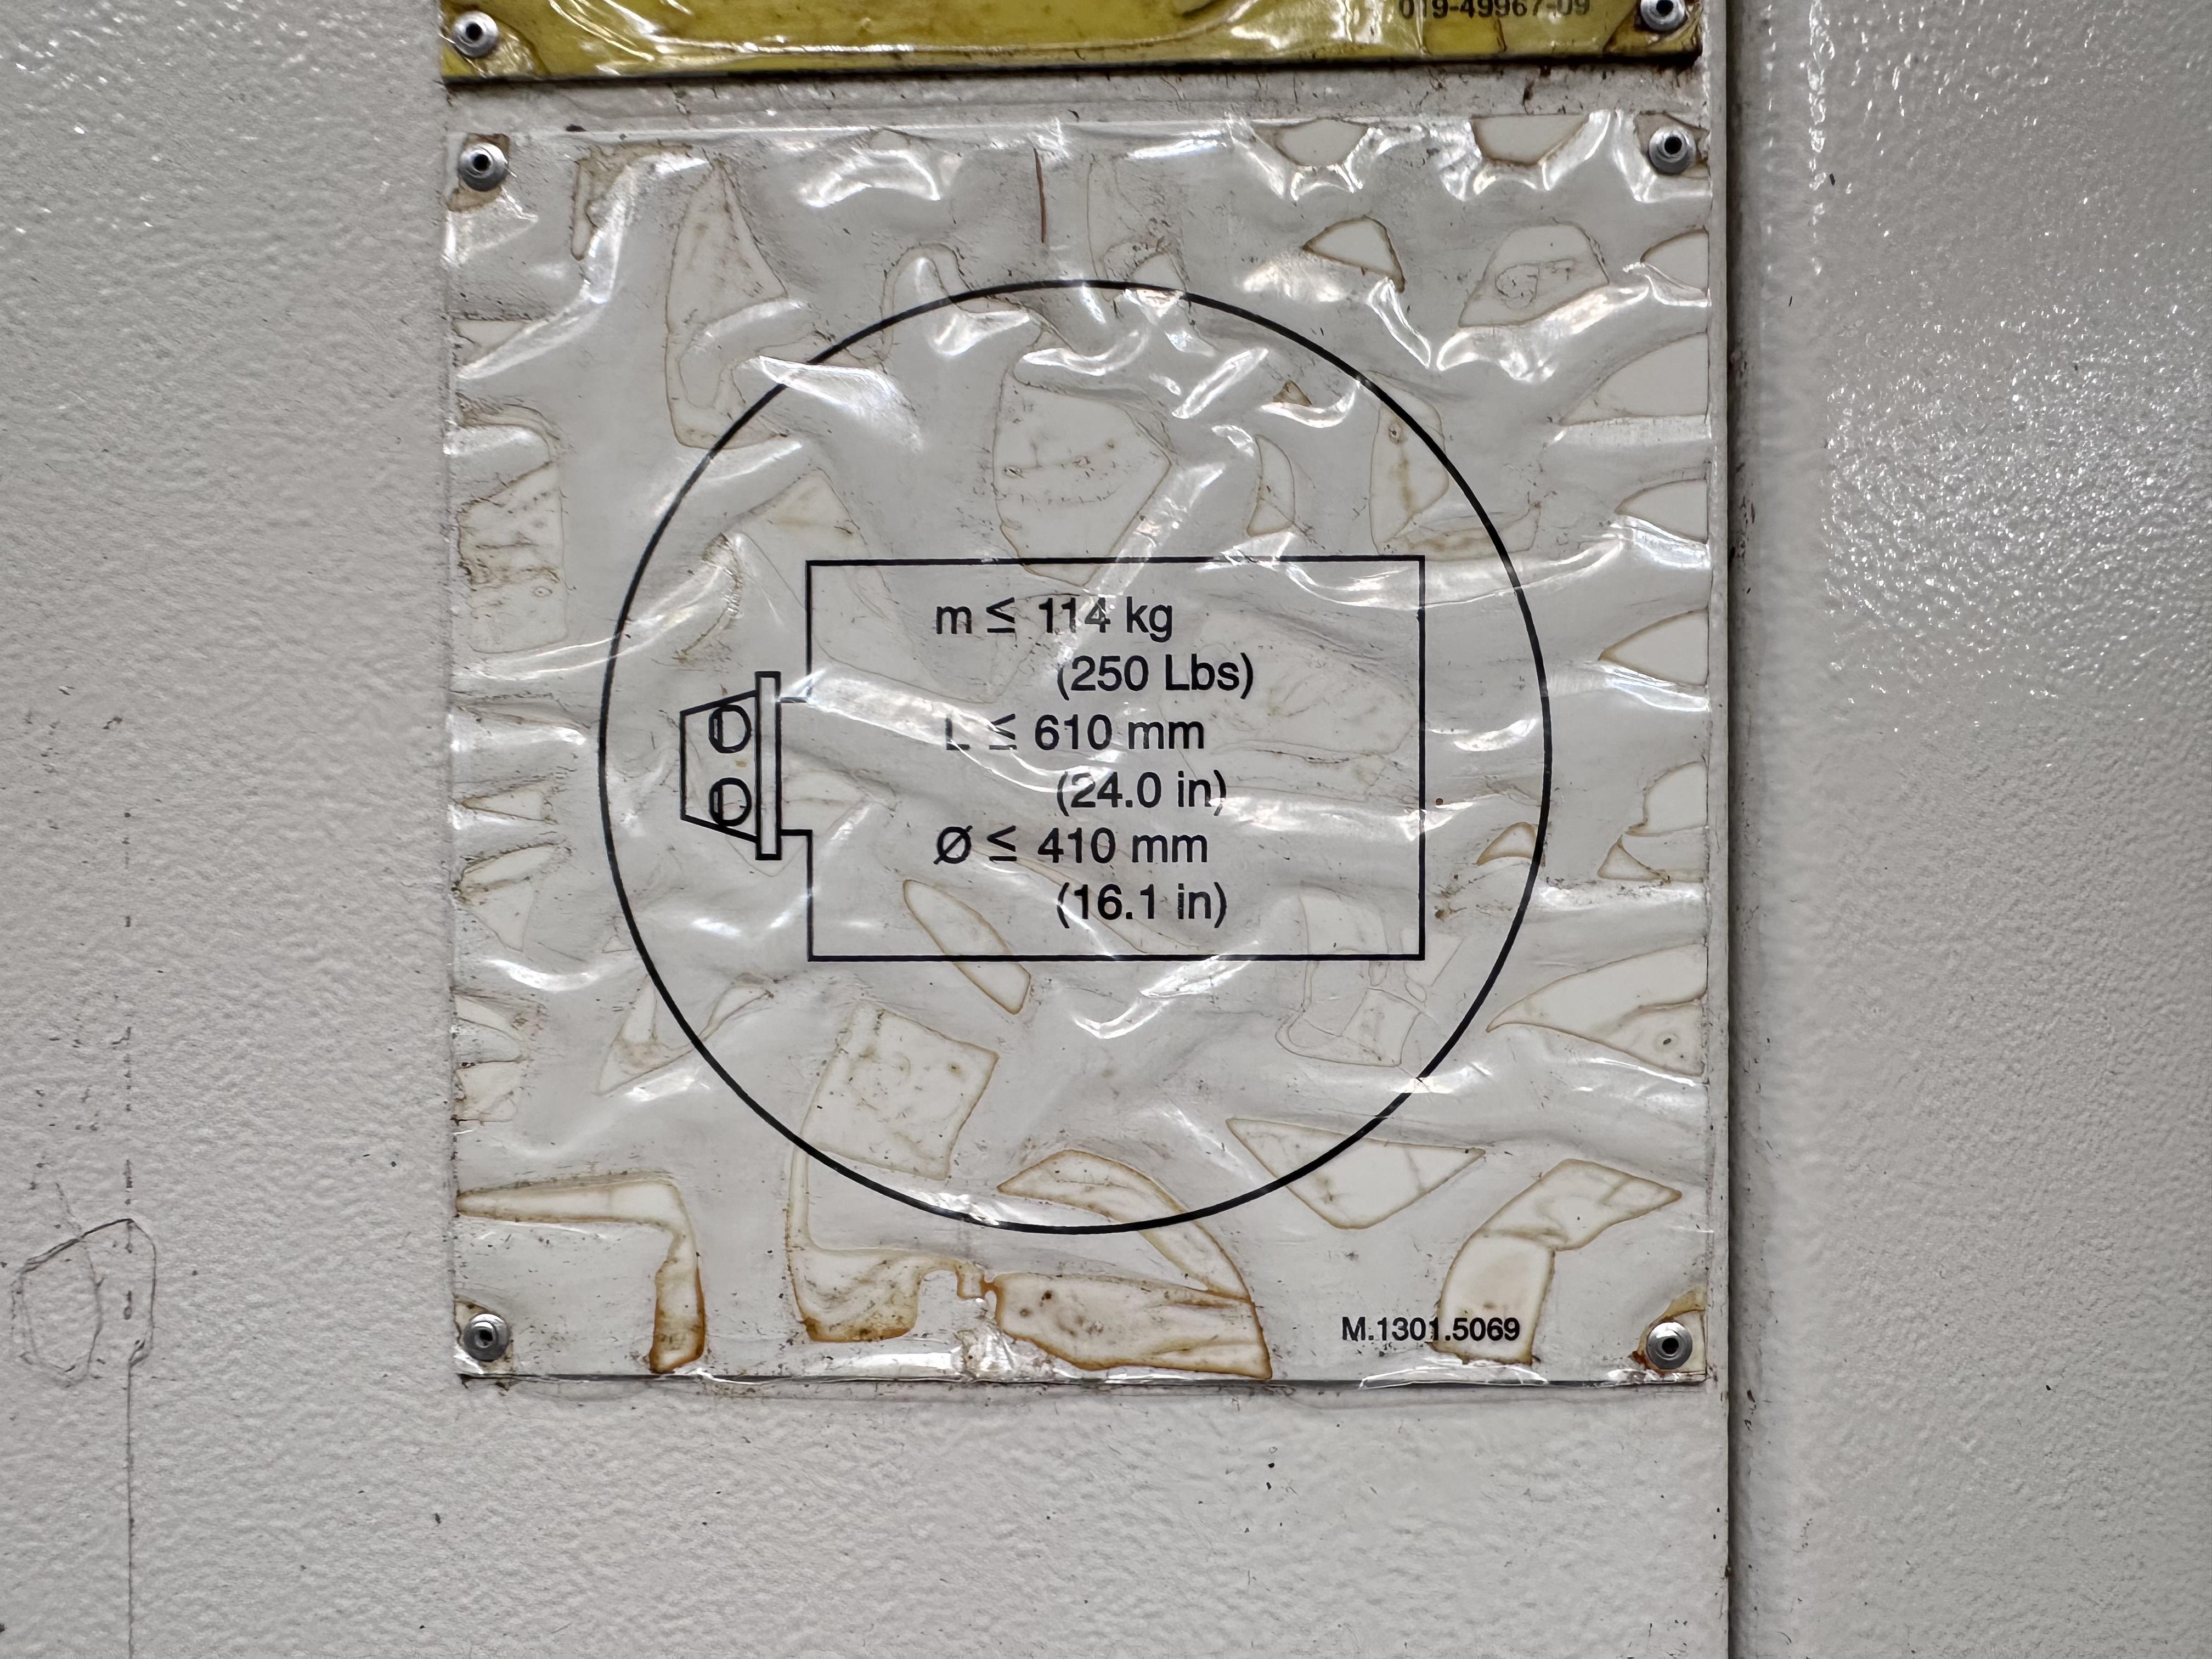 019-49967-09
m ≤ 114 kg
(250 Lbs)
L ≤ 610 mm
(24.0 in)
Ø ≤ 410 mm
(16.1 in)
M.1301.5069